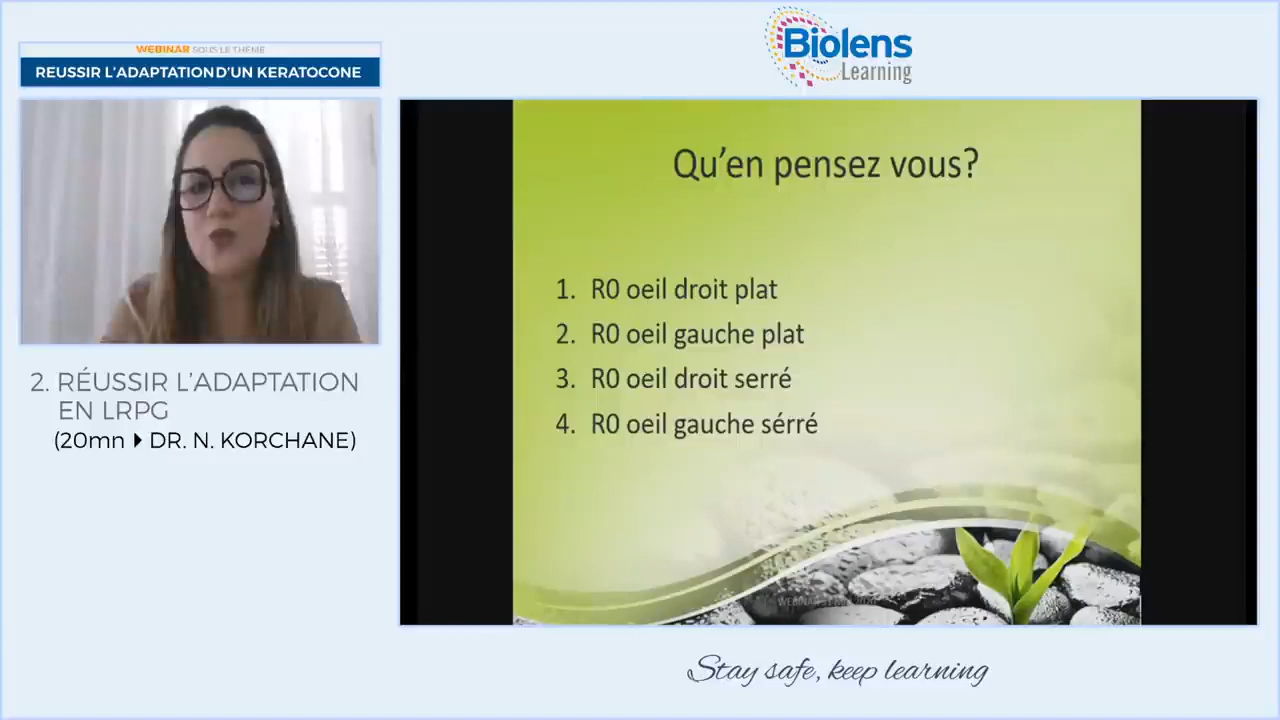 Biolens
Learning
WEBINAR SOUS LE THÈME
REUSSIR L'ADAPTATION D'UN KERATOCONE
Qu'en pensez vous?
1. R0 oeil droit plat
2. R0 oeil gauche plat
3. R0 oeil droit serré
4. R0 oeil gauche sérré
2. RÉUSSIR L'ADAPTATION
EN LRPG
(20mn DR. N. KORCHANE)
WEBINAR
Stay safe, keep learning